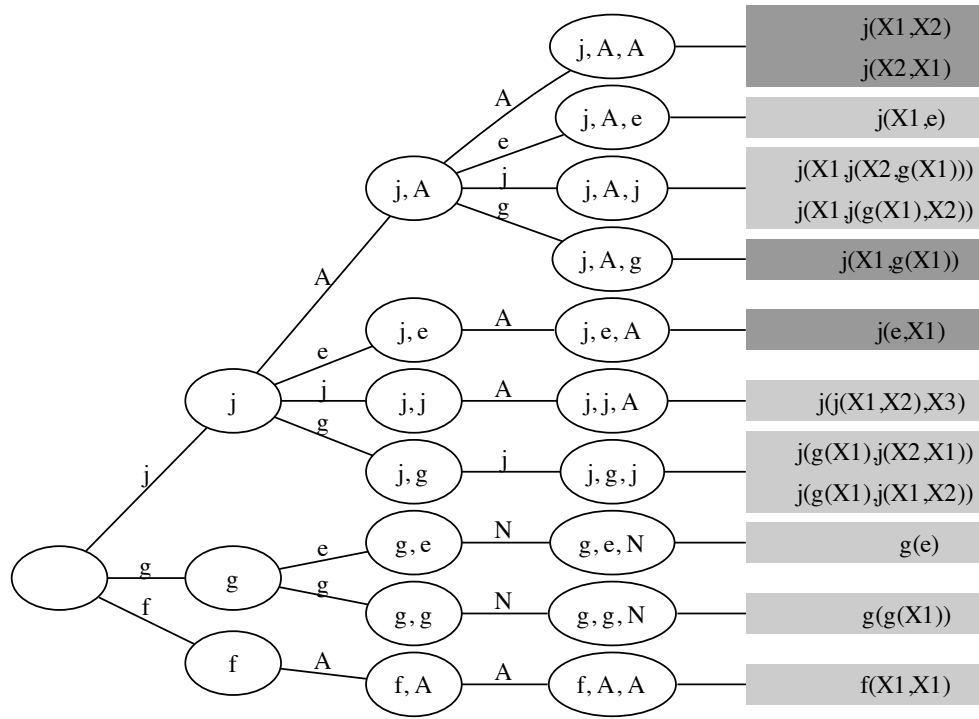 j, A, A
j(X1,X2)
j(X2,X1)
A
j, A, e
j(X1,e)
e
j, A
j
j, A, j
j(X1,j(X2,g(X1)))
j(X1,j(g(X1),X2))
g
j, A, g
j(X1,g(X1))
A
j, e
A
j, e, A
j(e,X1)
e
j
j
j, j
A
j, j, A
j(j(X1,X2),X3)
g
j, g
j
j, g, j
j(g(X1),j(X2,X1))
j(g(X1),j(X1,X2))
j
g, e
N
g, e, N
g(e)
e
g
g
g
g, g
N
g, g, N
g(g(X1))
f
f
A
f, A
A
f, A, A
f(X1,X1)